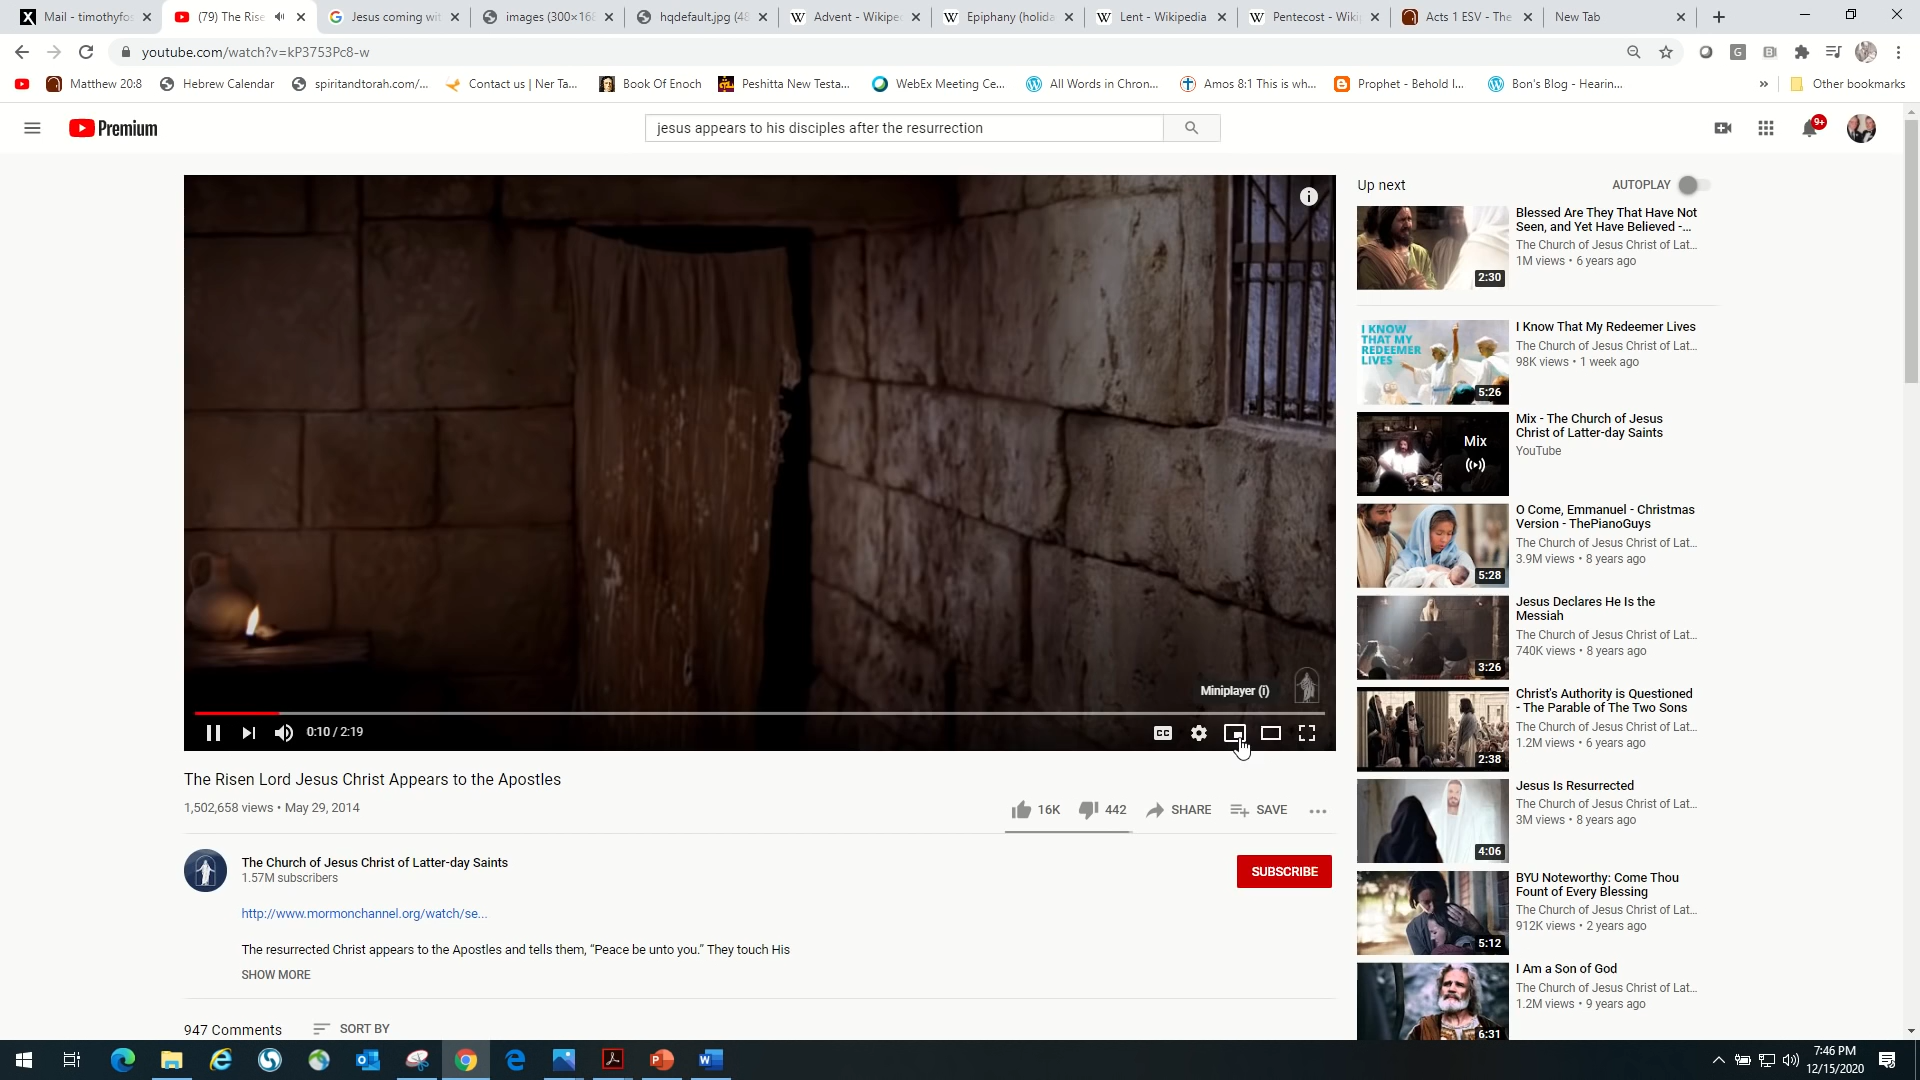 Mail - timothyfos
(79) The Rise
Jesus coming wit
images (300×168
hqdefault.jpg (48
Advent - Wikipe
Epiphany (holida
Lent - Wikipedia
Pentecost - Wiki
Acts 1 ESV - The
New Tab
youtube.com/watch?v=kP3753Pc8-w
Matthew 20:8
Hebrew Calendar
spiritandtorah.com/...
Contact us | Ner Ta...
Book Of Enoch
Peshitta New Testa...
WebEx Meeting Ce...
All Words in Chron...
Amos 8:1 This is wh...
Prophet - Behold I...
Bon's Blog - Hearin...
»
Other bookmarks
Premium
jesus appears to his disciples after the resurrection
9+
Miniplayer (i)
0:10 / 2:19
CC
The Risen Lord Jesus Christ Appears to the Apostles
1,502,658 views • May 29, 2014
16K
442
SHARE
SAVE
The Church of Jesus Christ of Latter-day Saints
1.57M subscribers
SUBSCRIBE
http://www.mormonchannel.org/watch/se...
The resurrected Christ appears to the Apostles and tells them, “Peace be unto you.” They touch His
SHOW MORE
947 Comments
SORT BY
Up next
AUTOPLAY
Blessed Are They That Have Not
Seen, and Yet Have Believed -...
The Church of Jesus Christ of Lat...
1M views • 6 years ago
2:30
I KNOW
THAT MY
REDEEMER
LIVES
5:26
I Know That My Redeemer Lives
The Church of Jesus Christ of Lat...
98K views • 1 week ago
Mix
Mix - The Church of Jesus
Christ of Latter-day Saints
YouTube
O Come, Emmanuel - Christmas
Version - ThePianoGuys
The Church of Jesus Christ of Lat...
3.9M views • 8 years ago
5:28
Jesus Declares He Is the
Messiah
The Church of Jesus Christ of Lat...
740K views • 8 years ago
3:26
Christ's Authority is Questioned
- The Parable of The Two Sons
The Church of Jesus Christ of Lat...
1.2M views • 6 years ago
2:38
Jesus Is Resurrected
The Church of Jesus Christ of Lat...
3M views • 8 years ago
4:06
BYU Noteworthy: Come Thou
Fount of Every Blessing
The Church of Jesus Christ of Lat...
912K views • 2 years ago
5:12
I Am a Son of God
The Church of Jesus Christ of Lat...
1.2M views • 9 years ago
6:31
7:46 PM
12/15/2020